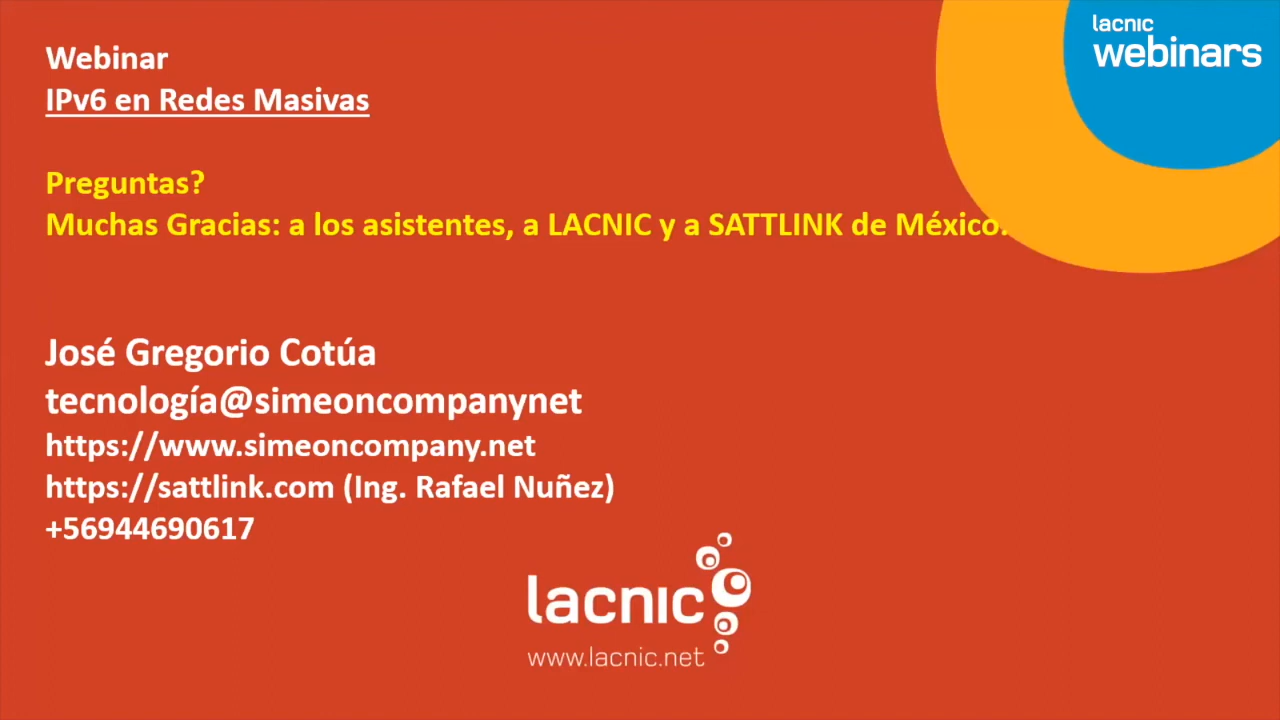 lacnic
webinars
Webinar
IPv6 en Redes Masivas
Preguntas?
Muchas Gracias: a los asistentes, a LACNIC y a SATTLINK de México.
José Gregorio Cotúa
tecnología@simeoncompanynet
https://www.simeoncompany.net
https://sattlink.com (Ing. Rafael Nuñez)
+56944690617
lacnic
www.lacnic.net